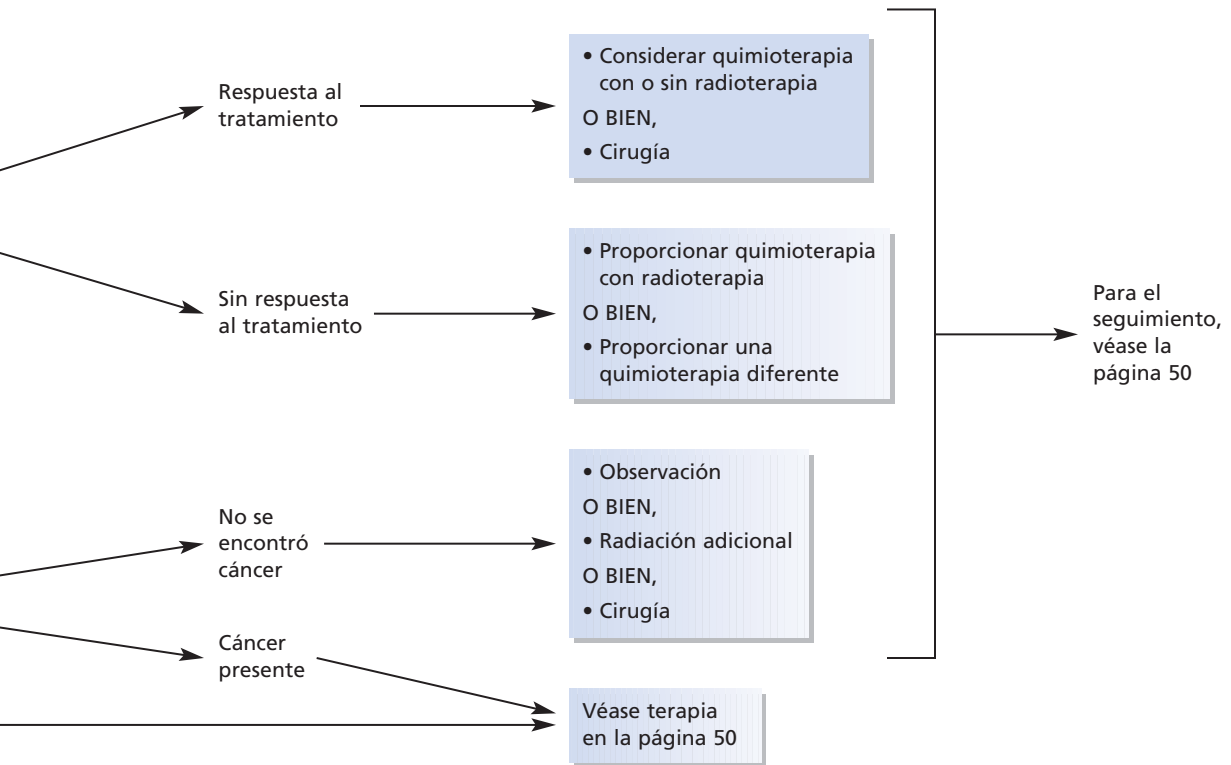 Respuesta al
tratamiento
• Considerar quimioterapia
con o sin radioterapia
O BIEN,
• Cirugía
Sin respuesta
al tratamiento
• Proporcionar quimioterapia
con radioterapia
O BIEN,
• Proporcionar una
quimioterapia diferente
Para el
seguimiento,
véase la
página 50
No se
encontró
cáncer
• Observación
O BIEN,
• Radiación adicional
O BIEN,
• Cirugía
Cáncer
presente
Véase terapia
en la página 50